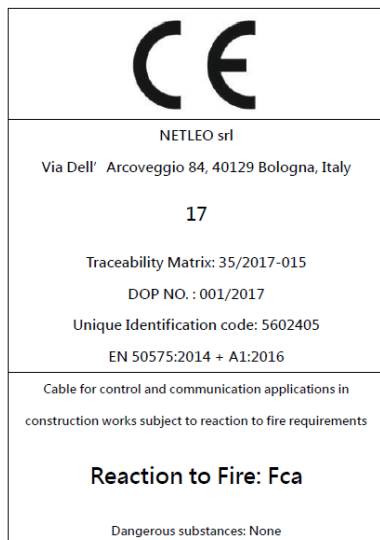 CE
NETLEO srl
Via Dell' Arcoveggio 84, 40129 Bologna, Italy
17
Traceability Matrix: 35/2017-015
DOP NO. : 001/2017
Unique Identification code: 5602405
EN 50575:2014 + A1:2016
Cable for control and communication applications in
construction works subject to reaction to fire requirements
Reaction to Fire: Fca
Dangerous substances: None